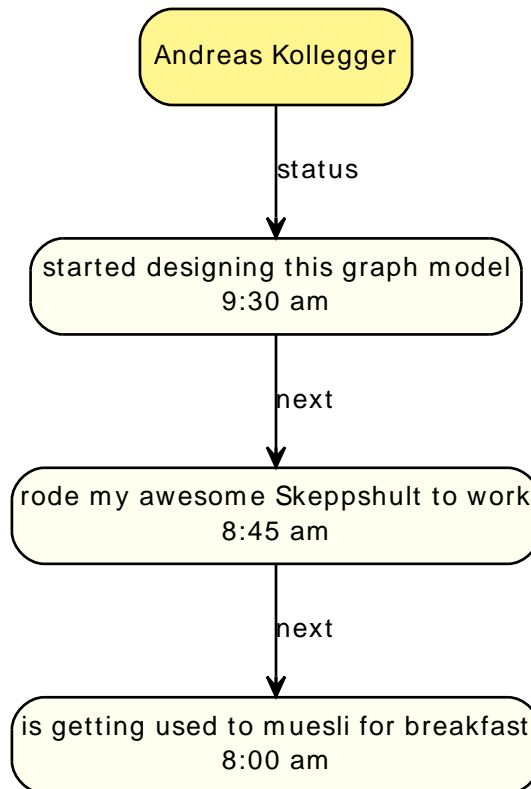 Andreas Kollegger
status
started designing this graph model
9:30 am
next
rode my awesome Skeppshult to work
8:45 am
next
is getting used to muesli for breakfast
8:00 am